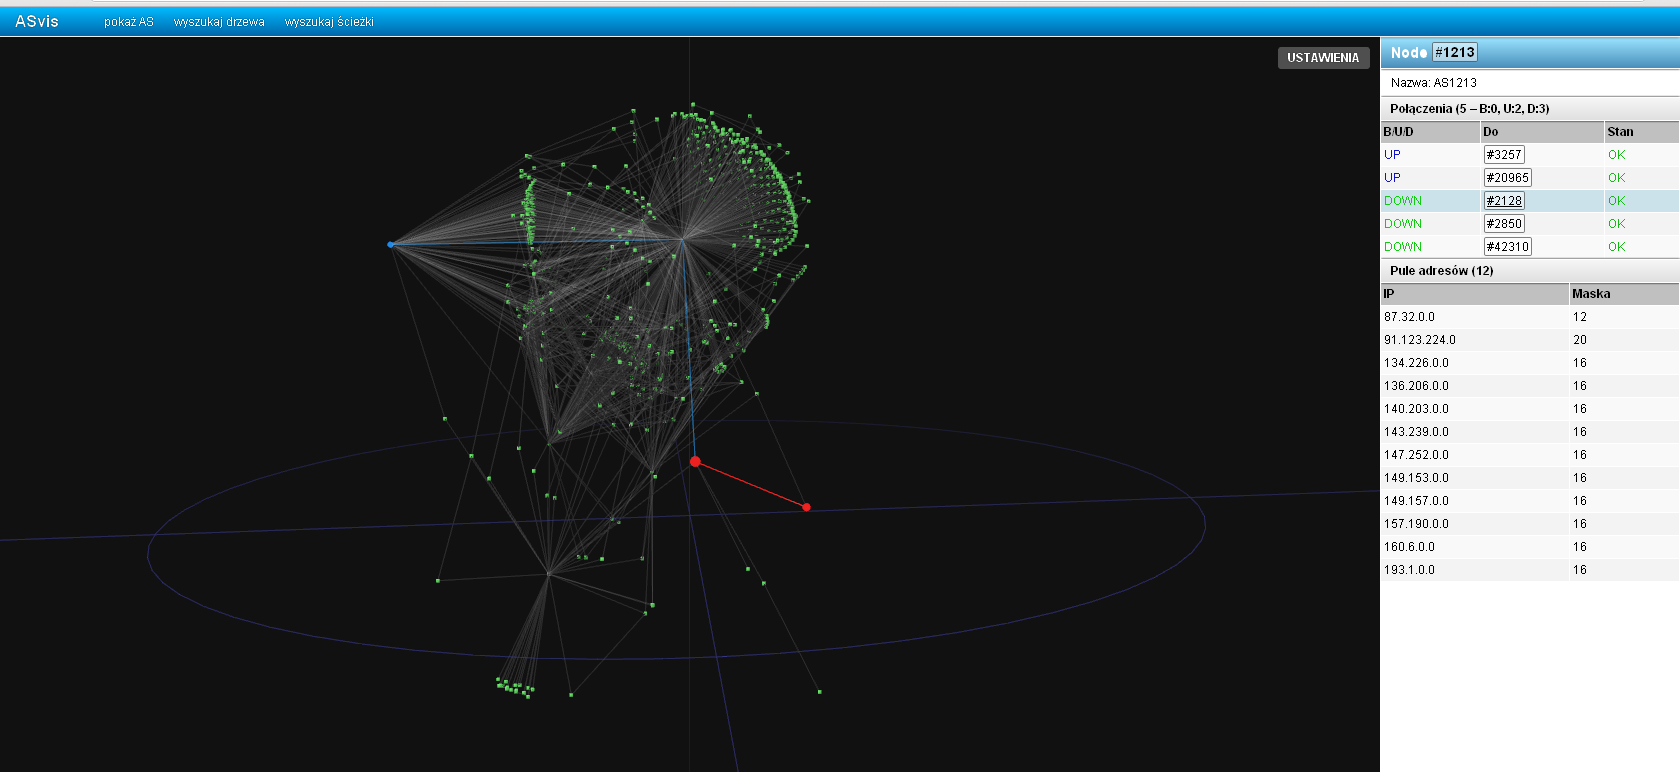 ASvis pokaż AS wyszukaj drzewa wyszukaj ścieżki
USTAWIENIA
Node #1213
Nazwa: AS1213
Połączenia (5 – B:0, U:2, D:3)
B/U/D Do Stan
UP #3257 OK
UP #20965 OK
DOWN #2128 OK
DOWN #2850 OK
DOWN #42310 OK
Pule adresów (12)
IP Maska
87.32.0.0 12
91.123.224.0 20
134.226.0.0 16
136.206.0.0 16
140.203.0.0 16
143.239.0.0 16
147.252.0.0 16
149.153.0.0 16
149.157.0.0 16
157.190.0.0 16
160.6.0.0 16
193.1.0.0 16